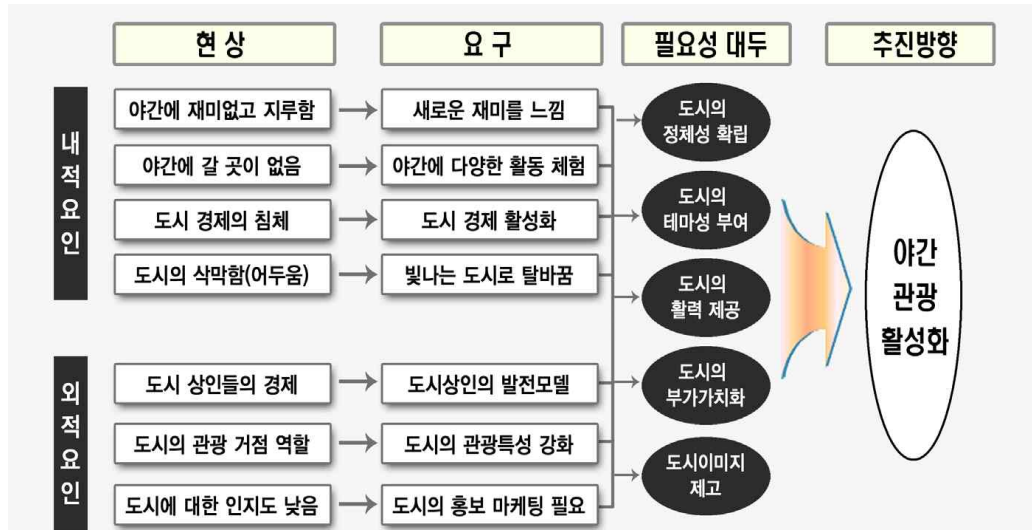 현 상
요 구
필요성 대두
추진방향
내적요인
야간에 재미없고 지루함
새로운 재미를 느낌
야간에 갈 곳이 없음
야간에 다양한 활동 체험
도시 경제의 침체
도시 경제 활성화
도시의 삭막함(어두움)
빛나는 도시로 탈바꿈
외적요인
도시 상인들의 경제
도시상인의 발전모델
도시의 관광 거점 역할
도시의 관광특성 강화
도시에 대한 인지도 낮음
도시의 홍보 마케팅 필요
도시의
정체성 확립
도시의
테마성 부여
도시의
활력 제공
도시의
부가가치화
도시이미지
제고
야간
관광
활성화